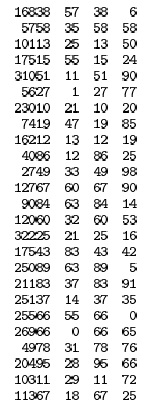 16838 57 38 6
5758 35 58 58
10113 25 13 50
17515 55 15 24
31051 11 51 90
5627 1 27 77
23010 21 10 20
7419 47 19 85
16212 13 12 19
4086 12 86 25
2749 33 49 98
12767 60 67 90
9084 63 84 14
12060 32 60 53
32225 21 25 16
17543 83 43 42
25089 63 89 5
21183 37 83 91
25137 14 37 35
25566 55 66 0
26966 0 66 65
4978 31 78 76
20495 28 95 66
10311 29 11 72
11367 18 67 25